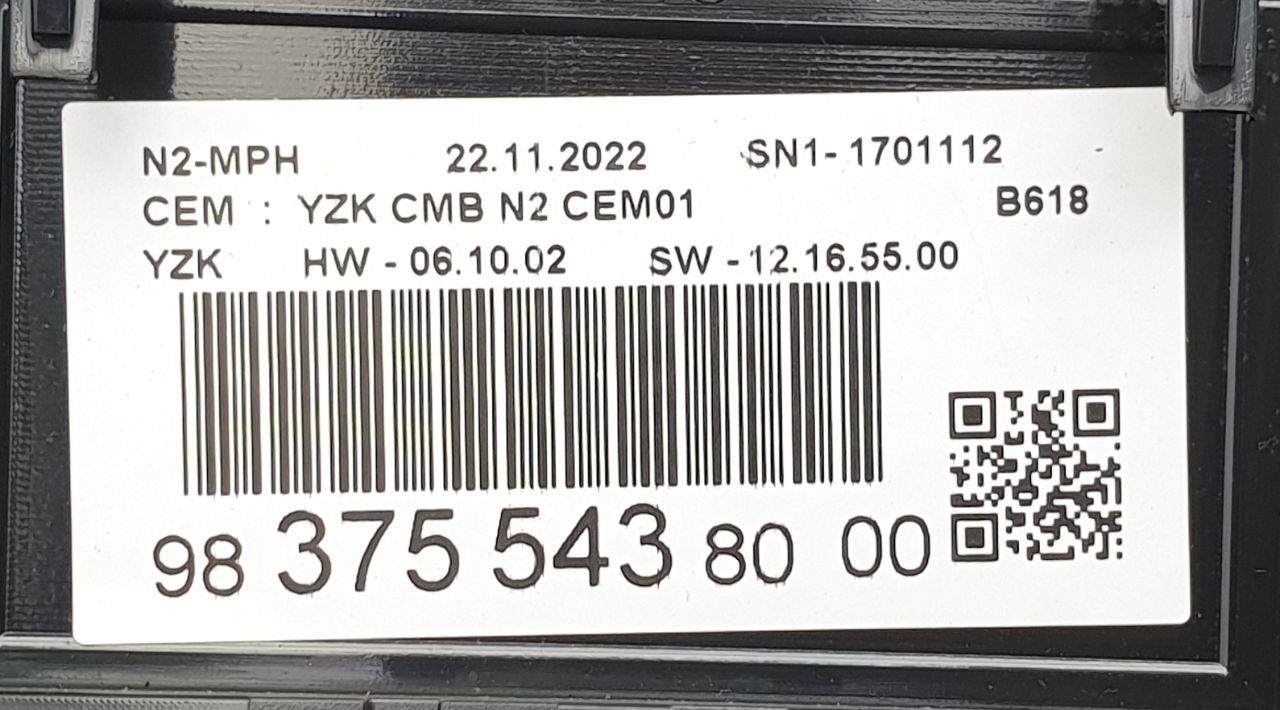 N2-MPH 22.11.2022 SN1- 1701112
CEM : YZK CMB N2 CEM01 B618
YZK HW - 06.10.02 SW - 12.16.55.00
98 375 543 80 00